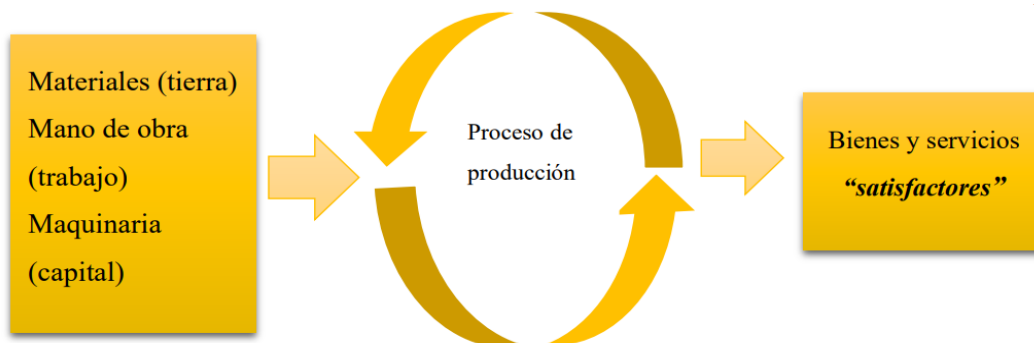 Materiales (tierra)
Mano de obra
(trabajo)
Maquinaria
(capital)
Proceso de
producción
Bienes y servicios
“satisfactores”